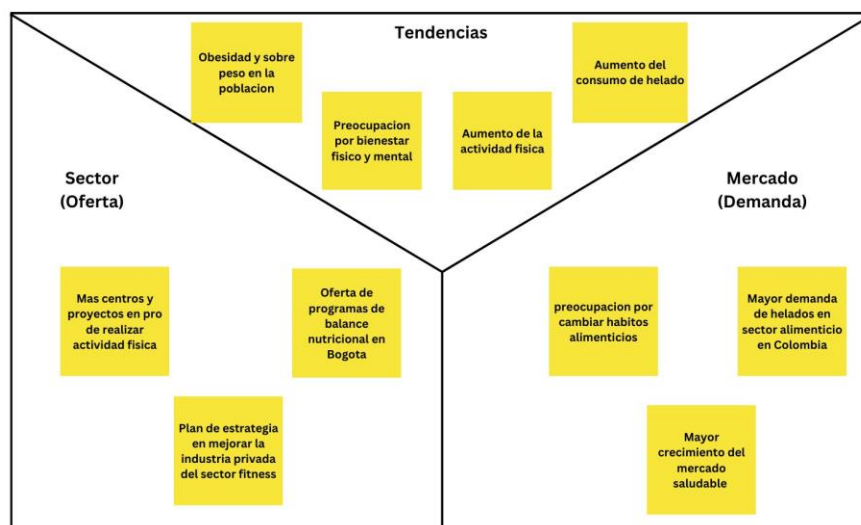 Tendencias
Obesidad y sobre
peso en la
poblacion
Preocupacion
por bienestar
fisico y mental
Aumento de la
actividad fisica
Aumento del
consumo de helado
Sector
(Oferta)
Mas centros y
proyectos en pro
de realizar
actividad fisica
Oferta de
programas de
balance
nutricional en
Bogota
Plan de estrategia
en mejorar la
industria privada
del sector fitness
Mercado
(Demanda)
preocupacion por
cambiar habitos
alimenticios
Mayor demanda
de helados en
sector alimenticio
en Colombia
Mayor
crecimiento del
mercado
saludable